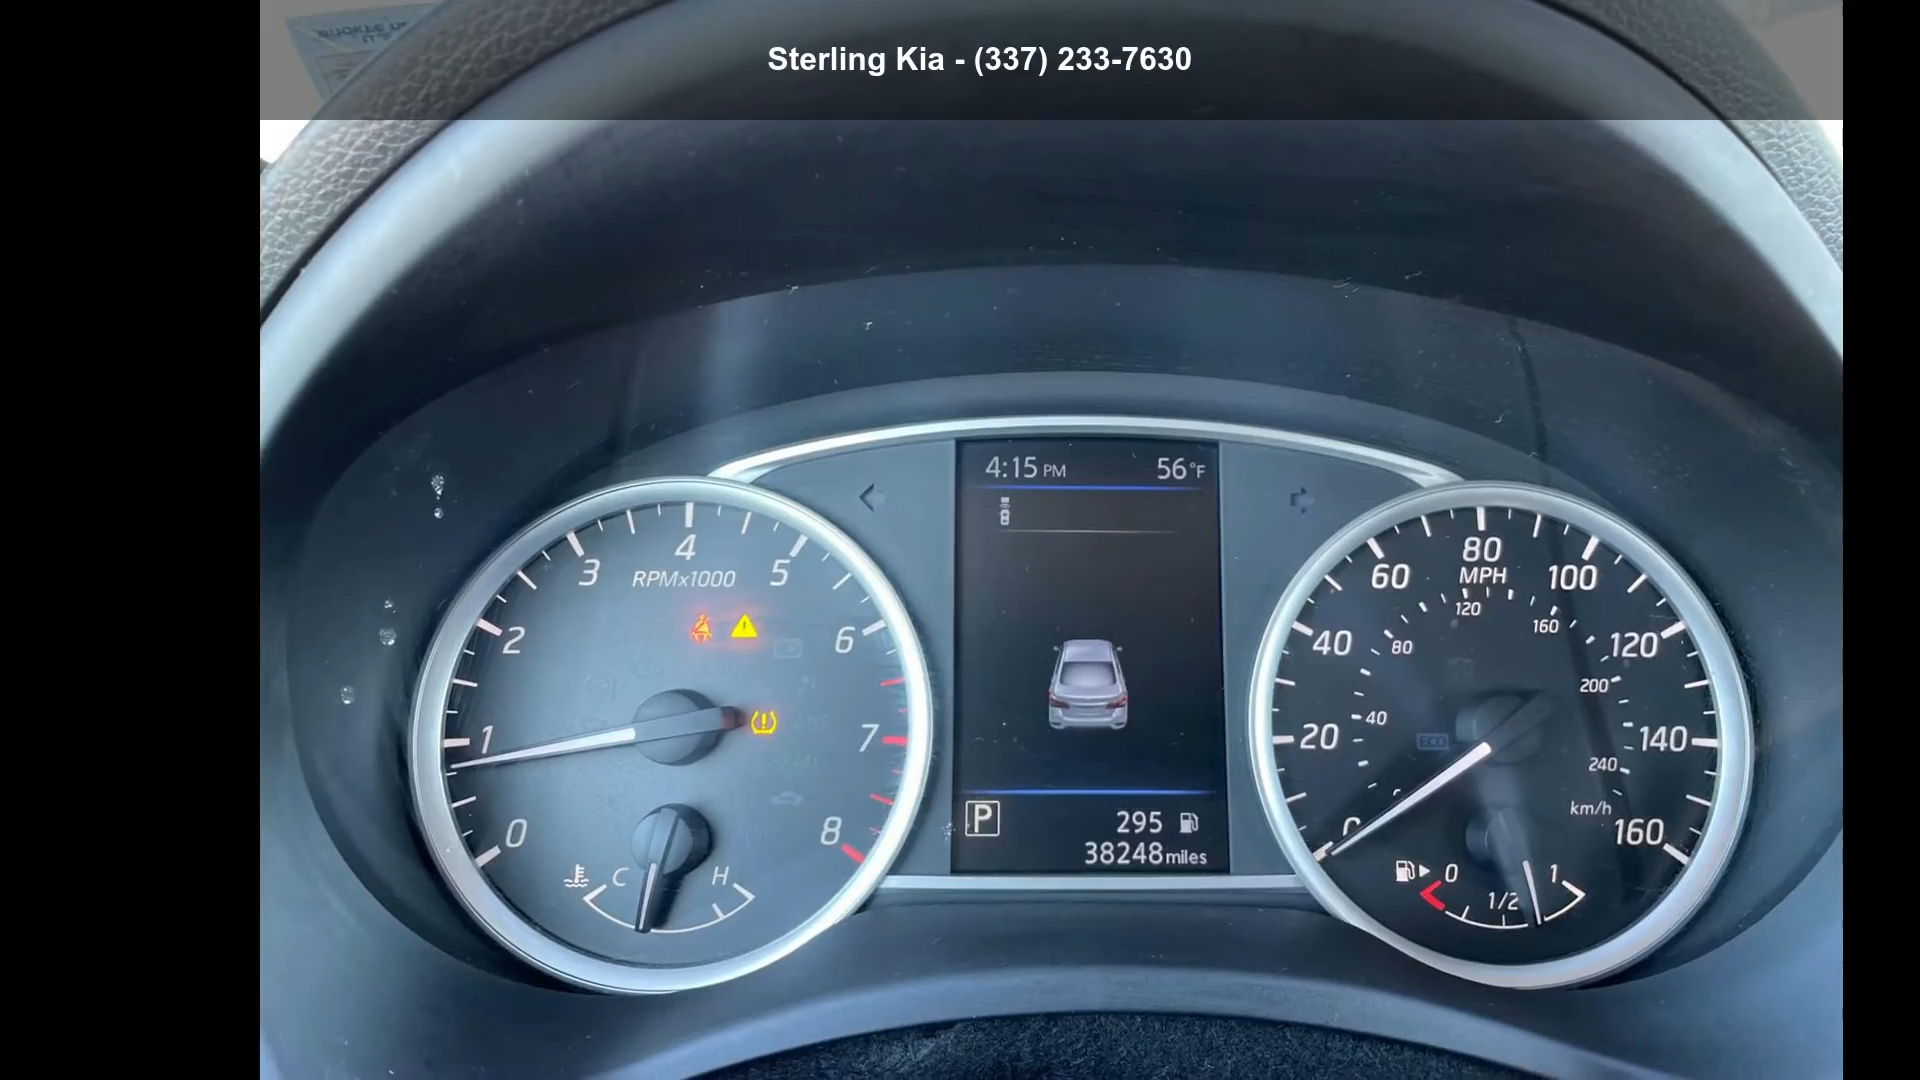 Sterling Kia - (337) 233-7630
4:15 PM 56°F
0 1 2 3 4 5 6 7 8
RPMx1000
C H
P
295
38248 miles
0 20 40 60 80 100 120 140 160
MPH
40 80 120 160 200 240
km/h
ECO
0 1/2 1